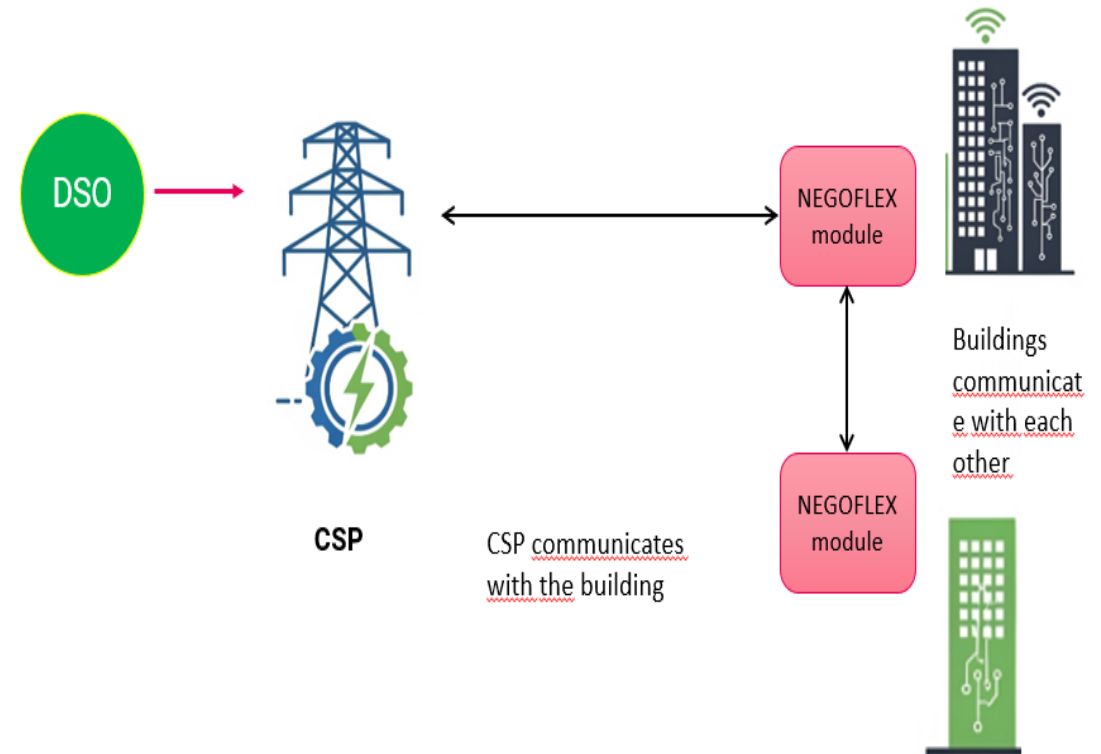 DSO
NEGOFLEX
module
Buildings
communicat
e with each
other
NEGOFLEX
module
CSP
CSP communicates
with the building